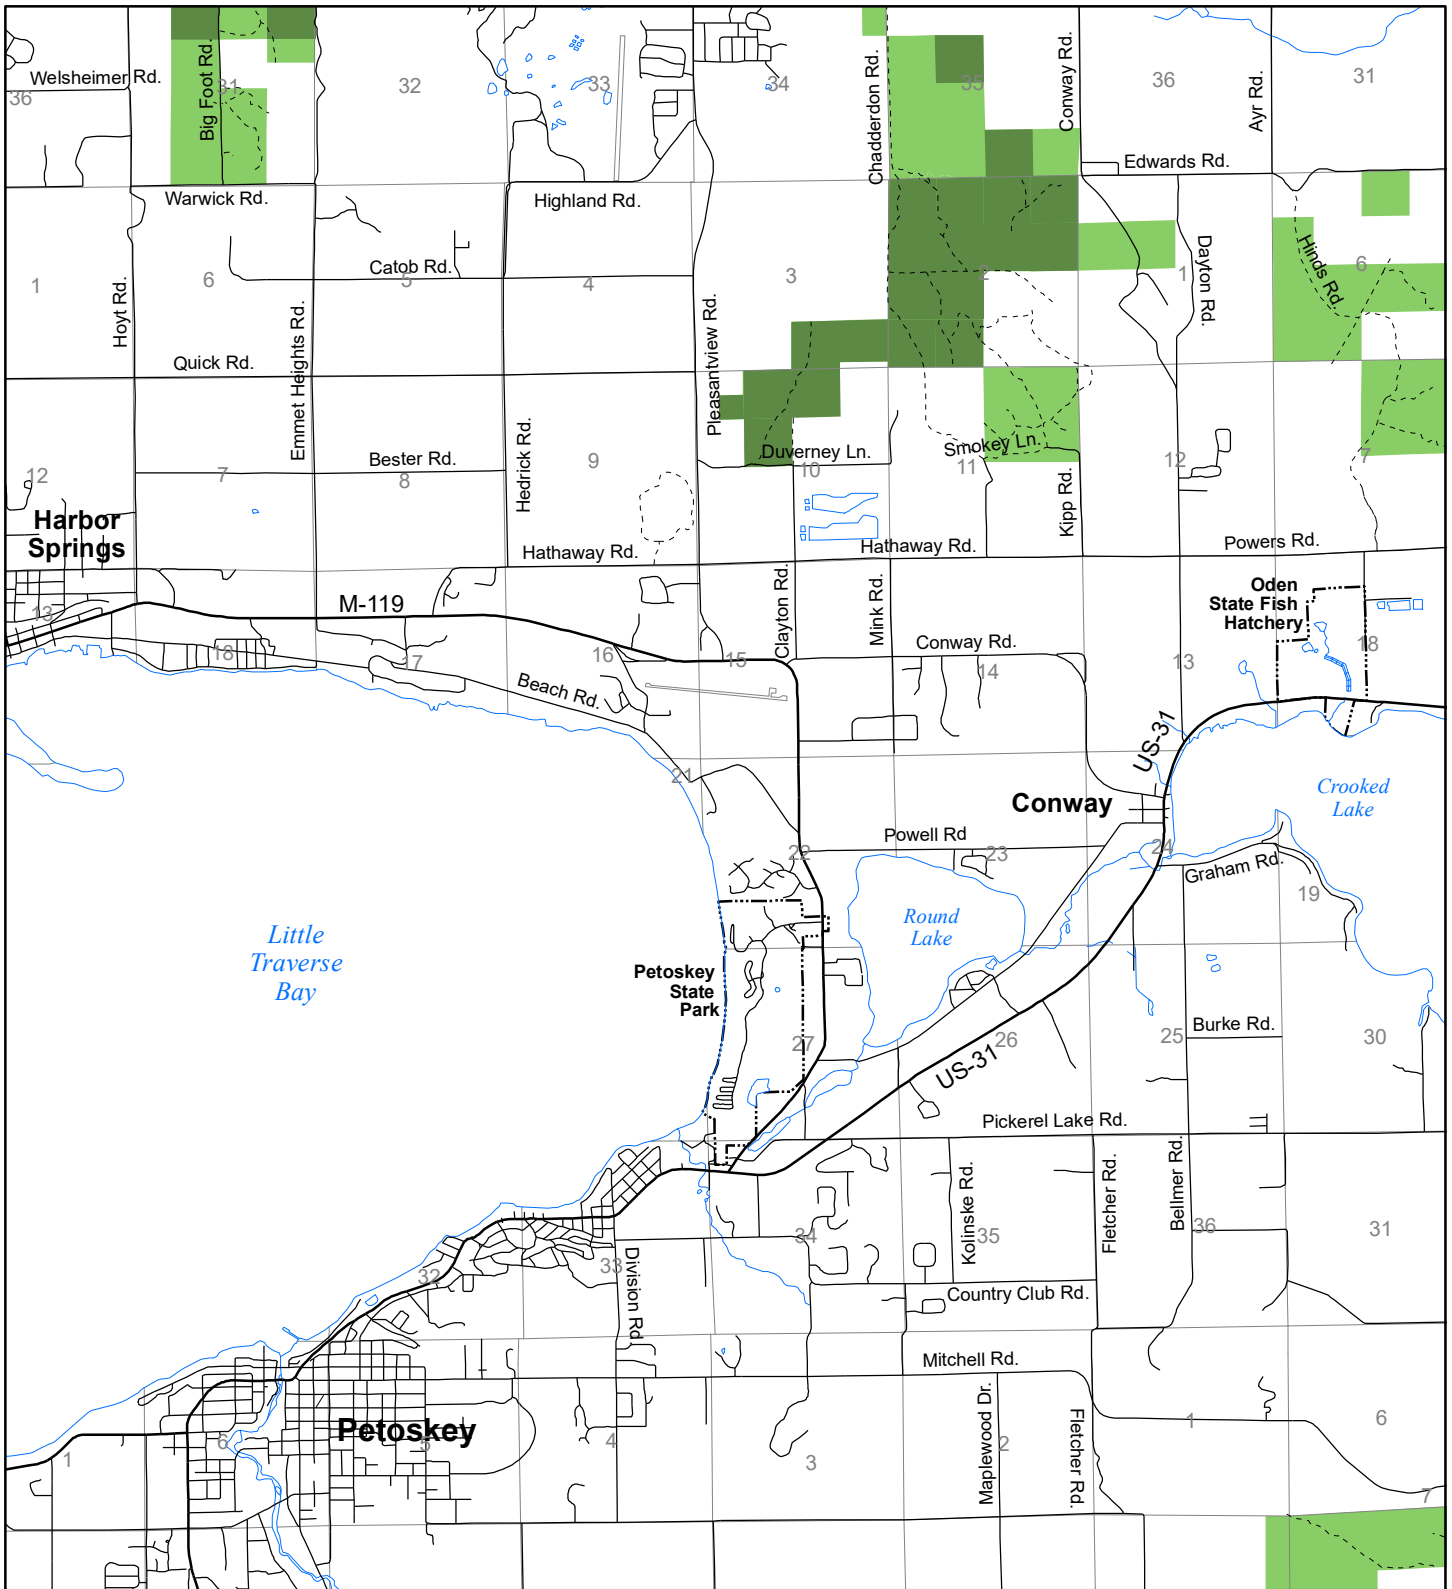 Welsheimer Rd.
Big Foot Rd.
Chadderdon Rd.
Conway Rd.
Ayr Rd.
36
31
32
33
34
35
36
31
Edwards Rd.
Warwick Rd.
Highland Rd.
Catob Rd.
Hoyt Rd.
Emmet Heights Rd.
Pleasantview Rd.
Dayton Rd.
Hinds Rd.
1
6
5
4
3
2
1
6
Quick Rd.
Hedrick Rd.
Bester Rd.
Duverney Ln.
Smokey Ln.
Kipp Rd.
12
7
8
9
10
11
12
7
Harbor
Springs
Hathaway Rd.
Hathaway Rd.
Powers Rd.
Oden
State Fish
Hatchery
M-119
Clayton Rd.
Mink Rd.
Conway Rd.
13
18
17
16
15
14
13
18
Beach Rd.
US-31
21
Conway
Crooked
Lake
Powell Rd
22
23
24
Graham Rd.
19
Round
Lake
Little
Traverse
Bay
Petoskey
State
Park
27
26
25
30
Burke Rd.
US-31
Pickerel Lake Rd.
Kolinske Rd.
Fletcher Rd.
Bellmer Rd.
32
33
34
35
36
31
Division Rd.
Country Club Rd.
Mitchell Rd.
Maplewood Dr.
Fletcher Rd.
Petoskey
1
6
5
4
3
2
1
6
7